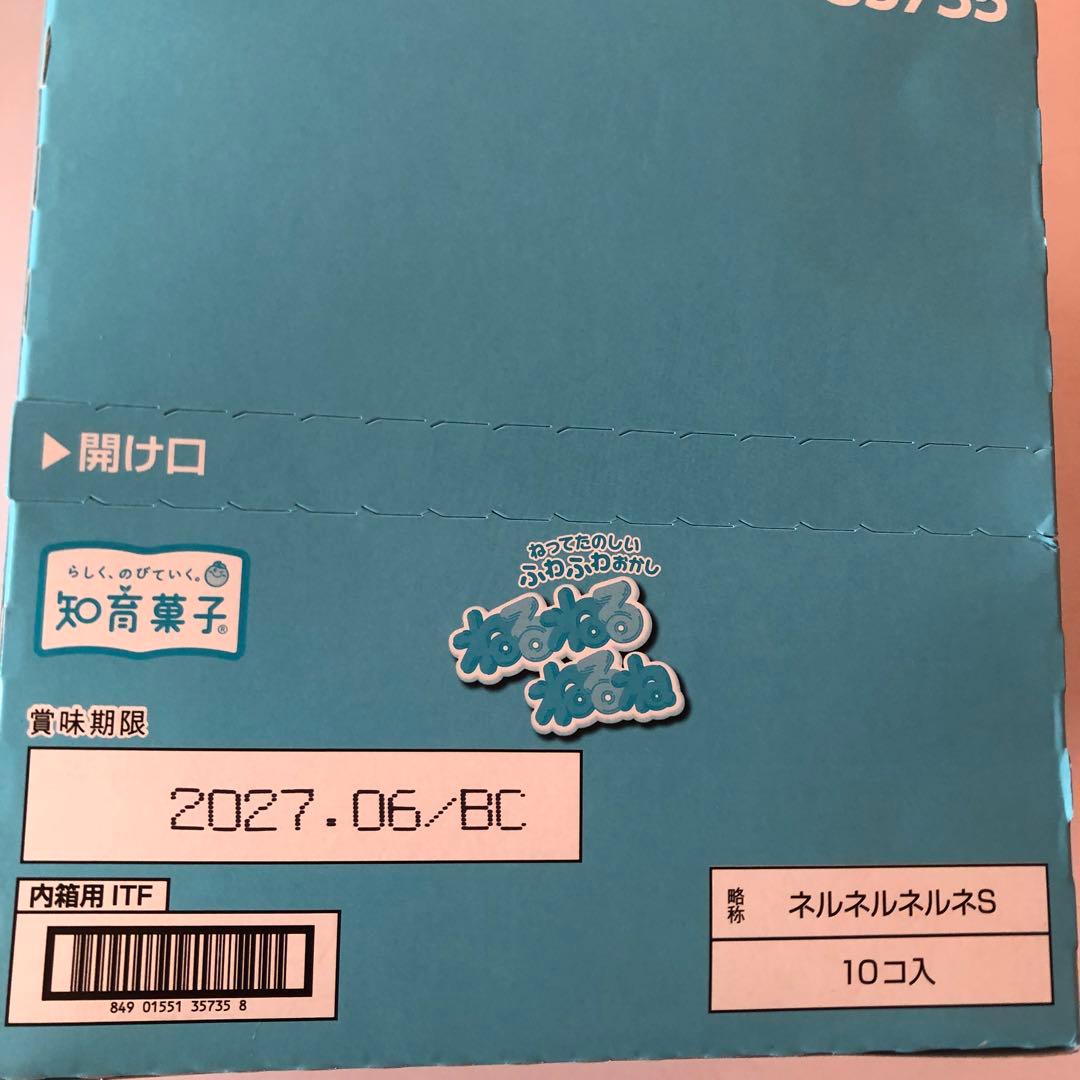 35735
▶開け口
らしく、のびていく。
知育菓子®
ねってたのしい
ふわふわおかし
ねるねる
ねるね
賞味期限
2027.06/BC
内箱用 ITF
849 01551 35735 8
略称 ネルネルネルネS
10コ入